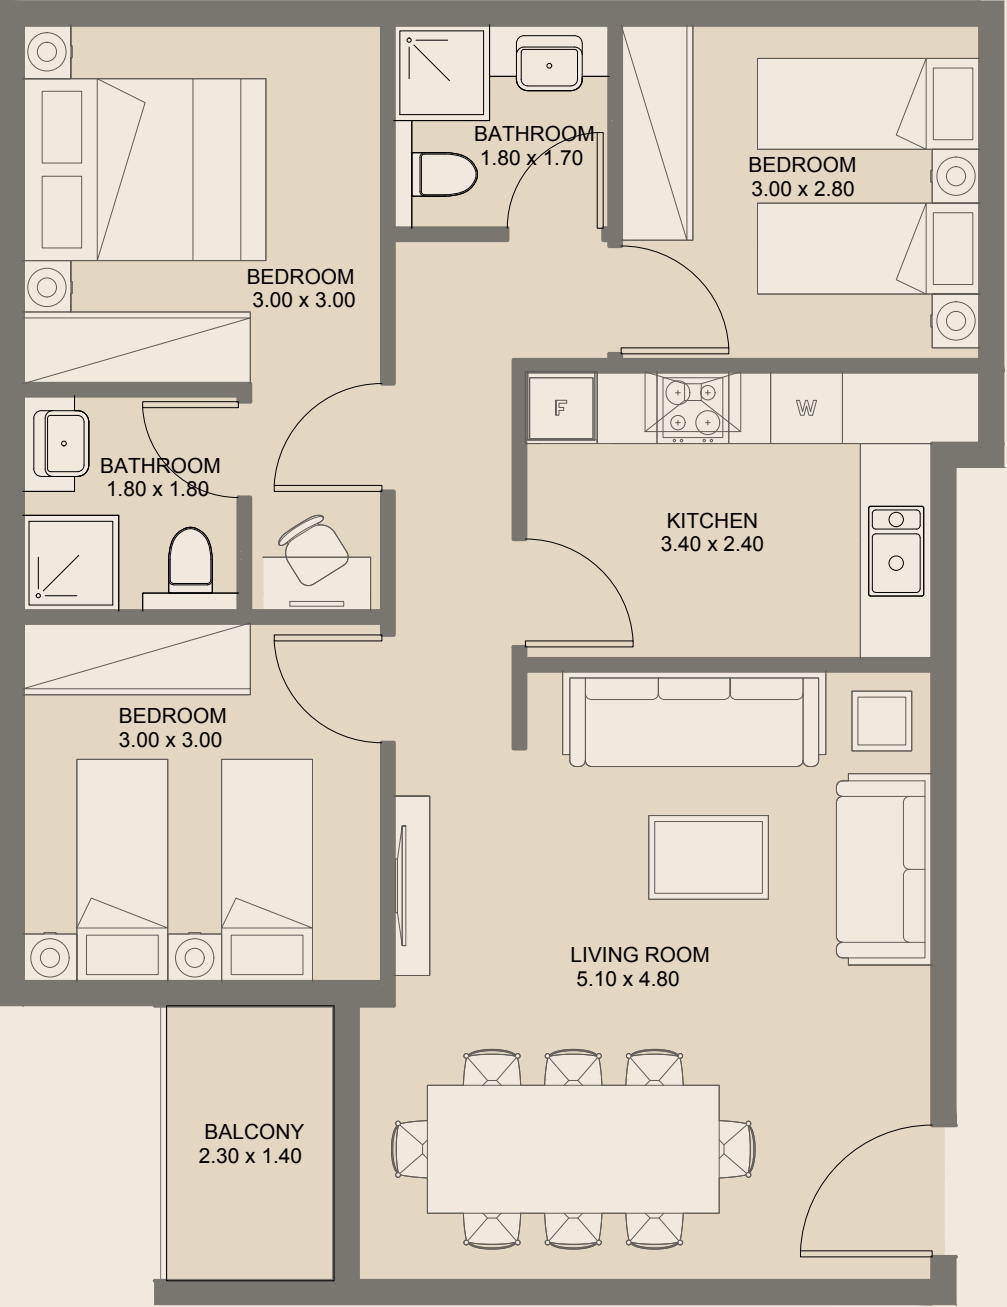 BATHROOM
1.80 x 1.70
BEDROOM
3.00 x 2.80
BEDROOM
3.00 x 3.00
F
W
BATHROOM
1.80 x 1.80
KITCHEN
3.40 x 2.40
BEDROOM
3.00 x 3.00
LIVING ROOM
5.10 x 4.80
BALCONY
2.30 x 1.40